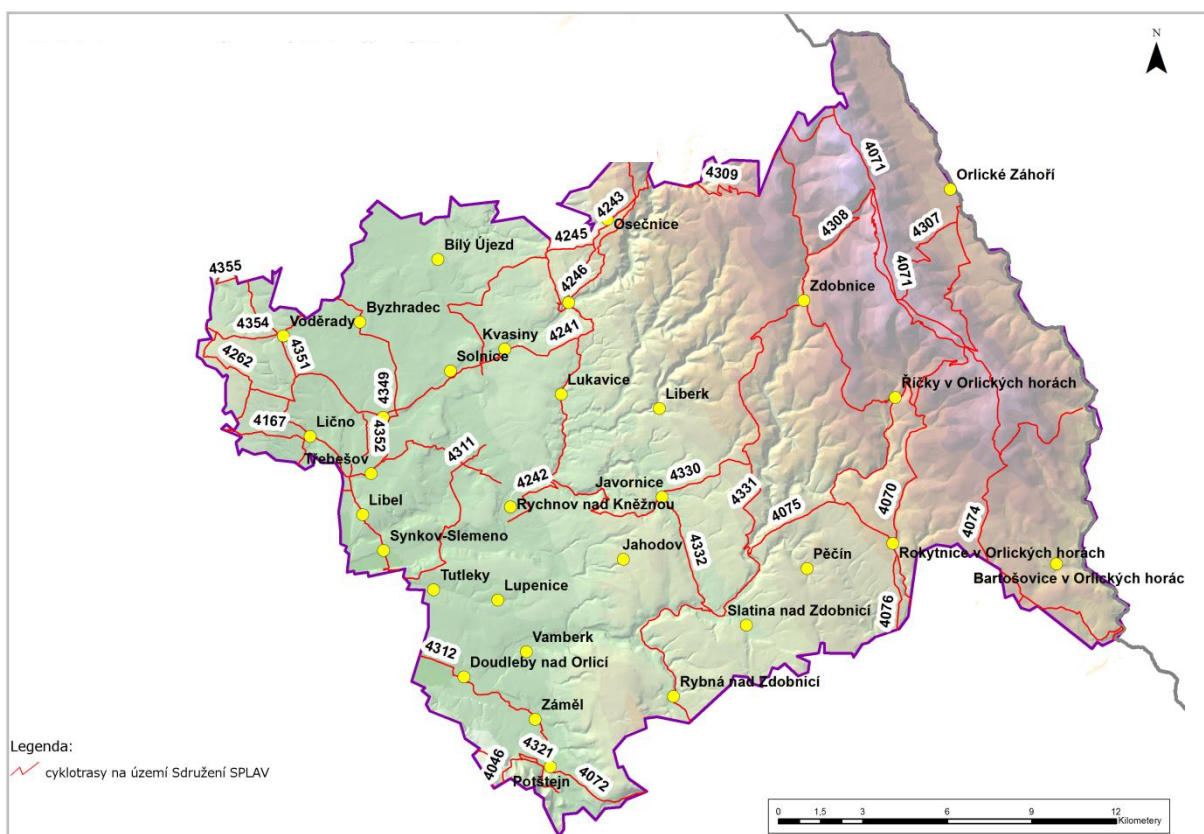 N
4071
4309
Orlické Záhoří
4243
4308
4307
Osečnice
4245
Bílý Újezd
4355
4246
4071
Zdobnice
Byzhradec
4354
Voděrady
4241
Kvasiny
4351
4262
Solnice
Říčky v Orlických horách
Lukavice
4349
Liberk
4167
Lično
4352
4311
Třebešov
4330
4242
Javornice
4331
4070
Libel
Rychnov nad Kněžnou
4075
4074
Synkov-Slemeno
Jahodov
4332
Pěčín
Rokytnice v Orlických horách
Bartošovice v Orlických horác
Tutleky
Lupenice
Slatina nad Zdobnicí
4076
Vamberk
4312
Doudleby nad Orlicí
Rybná nad Zdobnicí
Záměl
Legenda:
4321
4046
cyklotrasy na území Sdružení SPLAV
Potštejn
4072
0 1,5 3 6 9 12
Kilometery